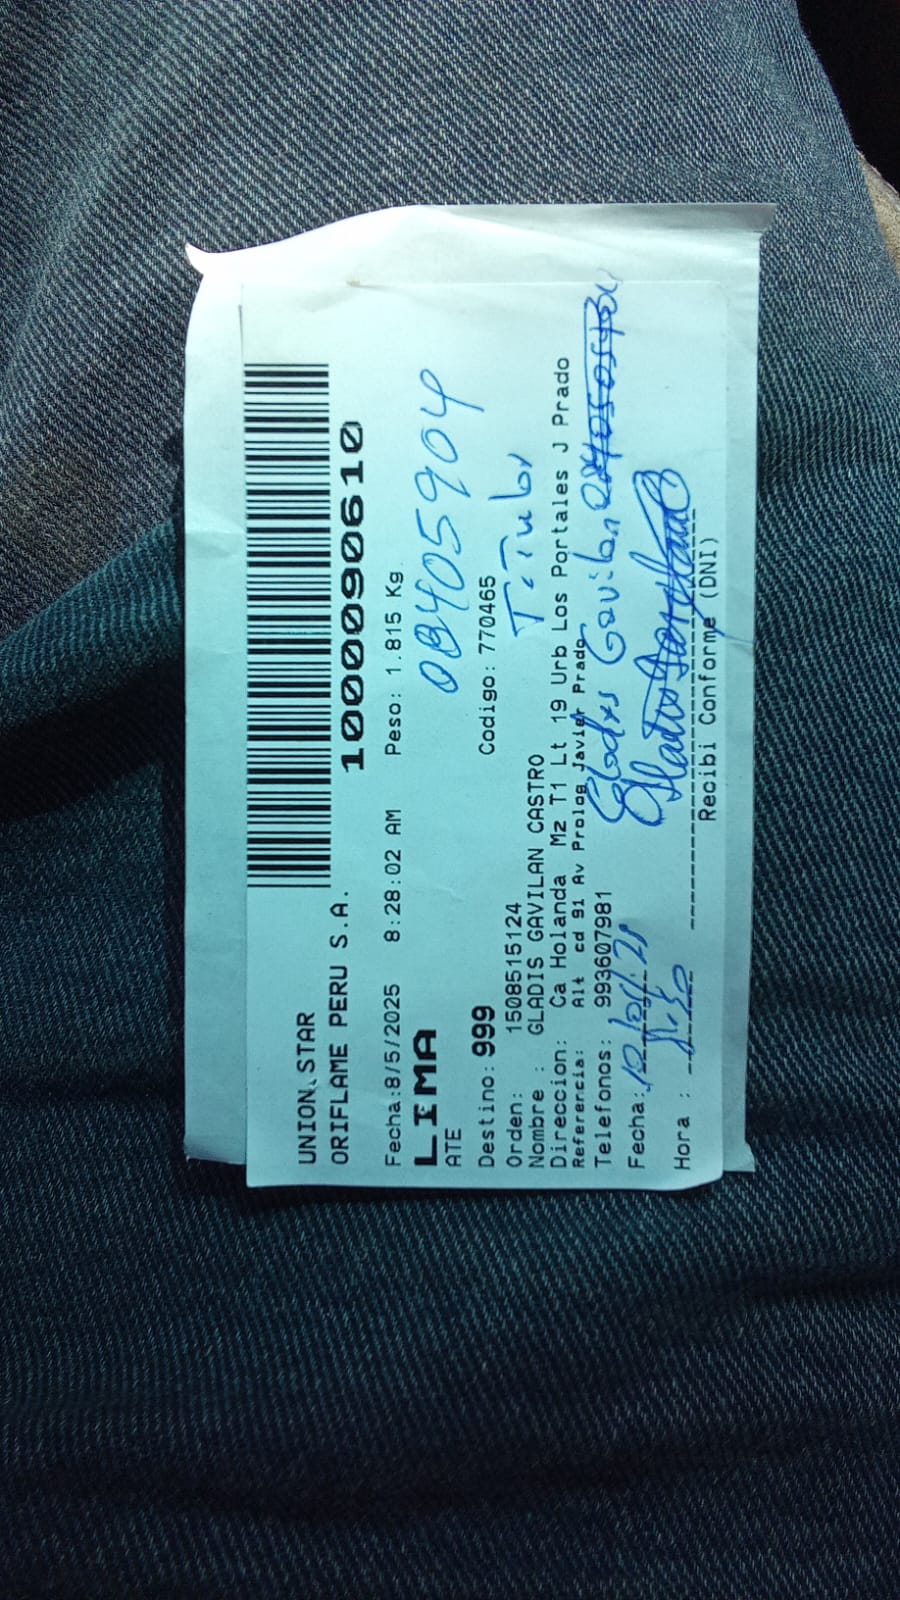 UNION STAR
ORIFLAME PERU S.A.
1000090610
Fecha:8/5/2025 8:28:02 AM Peso: 1.815 Kg
LIMA
ATE
Destino: 999 Codigo: 770465
Orden: 1508515124
Nombre : GLADIS GAVILAN CASTRO
Direccion: Ca Holanda Mz T1 Lt 19 Urb Los Portales J Prado
Referencia: Alt cd 91 Av Prolog Javier Prado
Telefonos: 993607981
Gavilan
Fecha:
Hora :
Recibi Conforme (DNI)